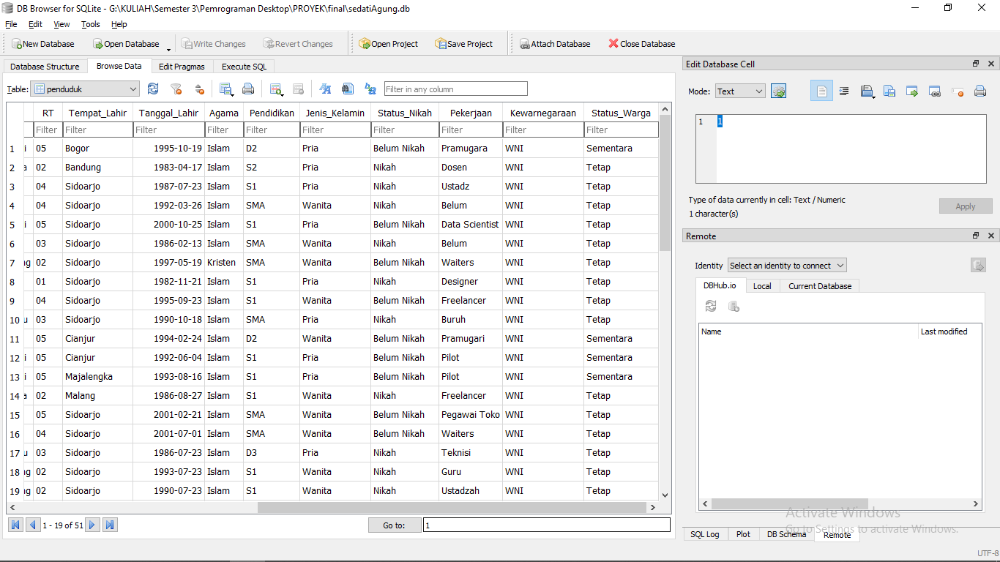 DB Browser for SQLite - G:\KULIAH\Semester 3\Pemrograman Desktop\PROYEK\final\sedatiAgung.db
File Edit View Tools Help
New Database Open Database Write Changes Revert Changes Open Project Save Project Attach Database Close Database
Database Structure Browse Data Edit Pragmas Execute SQL
Table: penduduk Filter in any column
RT Tempat_Lahir Tanggal_Lahir Agama Pendidikan Jenis_Kelamin Status_Nikah Pekerjaan Kewarnegaraan Status_Warga
Filter Filter Filter Filter Filter Filter Filter Filter Filter Filter
1 i 05 Bogor 1995-10-19 Islam D2 Pria Belum Nikah Pramugara WNI Sementara
2 a 02 Bandung 1983-04-17 Islam S2 Pria Nikah Dosen WNI Tetap
3 04 Sidoarjo 1987-07-23 Islam S1 Pria Nikah Ustadz WNI Tetap
4 04 Sidoarjo 1992-03-26 Islam SMA Wanita Nikah Belum WNI Tetap
5 i 05 Sidoarjo 2000-10-25 Islam S1 Pria Belum Nikah Data Scientist WNI Tetap
6 03 Sidoarjo 1986-02-13 Islam SMA Wanita Nikah Belum WNI Tetap
7 ng 02 Sidoarjo 1997-05-19 Kristen SMA Wanita Belum Nikah Waiters WNI Tetap
8 01 Sidoarjo 1982-11-21 Islam S1 Pria Nikah Designer WNI Tetap
9 04 Sidoarjo 1995-09-23 Islam S1 Wanita Belum Nikah Freelancer WNI Tetap
10 u 03 Sidoarjo 1990-10-18 Islam SMA Pria Nikah Buruh WNI Tetap
11 05 Cianjur 1994-02-24 Islam D2 Wanita Belum Nikah Pramugari WNI Sementara
12 i 05 Cianjur 1992-06-04 Islam S1 Pria Belum Nikah Pilot WNI Sementara
13 i 05 Majalengka 1993-08-16 Islam S1 Pria Belum Nikah Pilot WNI Sementara
14 a 02 Malang 1986-08-27 Islam S1 Wanita Nikah Freelancer WNI Tetap
15 05 Sidoarjo 2001-02-21 Islam SMA Wanita Belum Nikah Pegawai Toko WNI Tetap
16 04 Sidoarjo 2001-07-01 Islam SMA Wanita Belum Nikah Waiters WNI Tetap
17 u 03 Sidoarjo 1986-07-23 Islam D3 Pria Nikah Teknisi WNI Tetap
18 ng 02 Sidoarjo 1993-07-23 Islam S1 Wanita Nikah Guru WNI Tetap
19 ng 02 Sidoarjo 1990-07-23 Islam S1 Wanita Nikah Ustadzah WNI Tetap
1 - 19 of 51 Go to: 1
Edit Database Cell
Mode: Text
1 1
Type of data currently in cell: Text / Numeric
1 character(s)
Apply
Remote
Identity Select an identity to connect
DBHub.io Local Current Database
Name Last modified
Activate Windows
Go to Settings to activate Windows.
SQL Log Plot DB Schema Remote
UTF-8